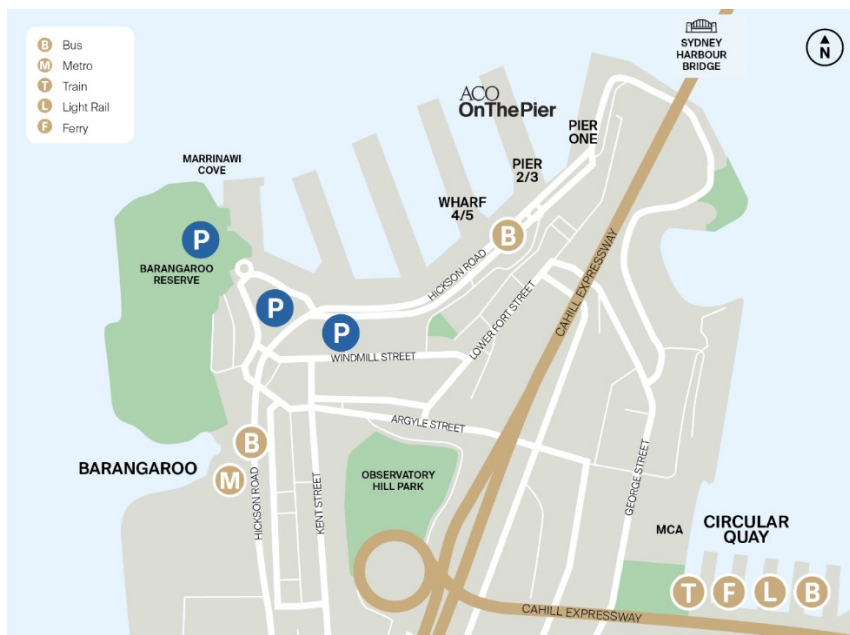 B Bus
M Metro
T Train
L Light Rail
F Ferry
SYDNEY
HARBOUR
BRIDGE
N
ACO
OnThePier
PIER
ONE
PIER
2/3
WHARF
4/5
MARRINAWI
COVE
P
BARANGAROO
RESERVE
P
P
B
HICKSON ROAD
CAHILL EXPRESSWAY
LOWER FORT STREET
WINDMILL STREET
ARGYLE STREET
B
BARANGAROO
M
HICKSON ROAD
KENT STREET
OBSERVATORY
HILL PARK
GEORGE STREET
MCA
CIRCULAR
QUAY
T F L B
CAHILL EXPRESSWAY